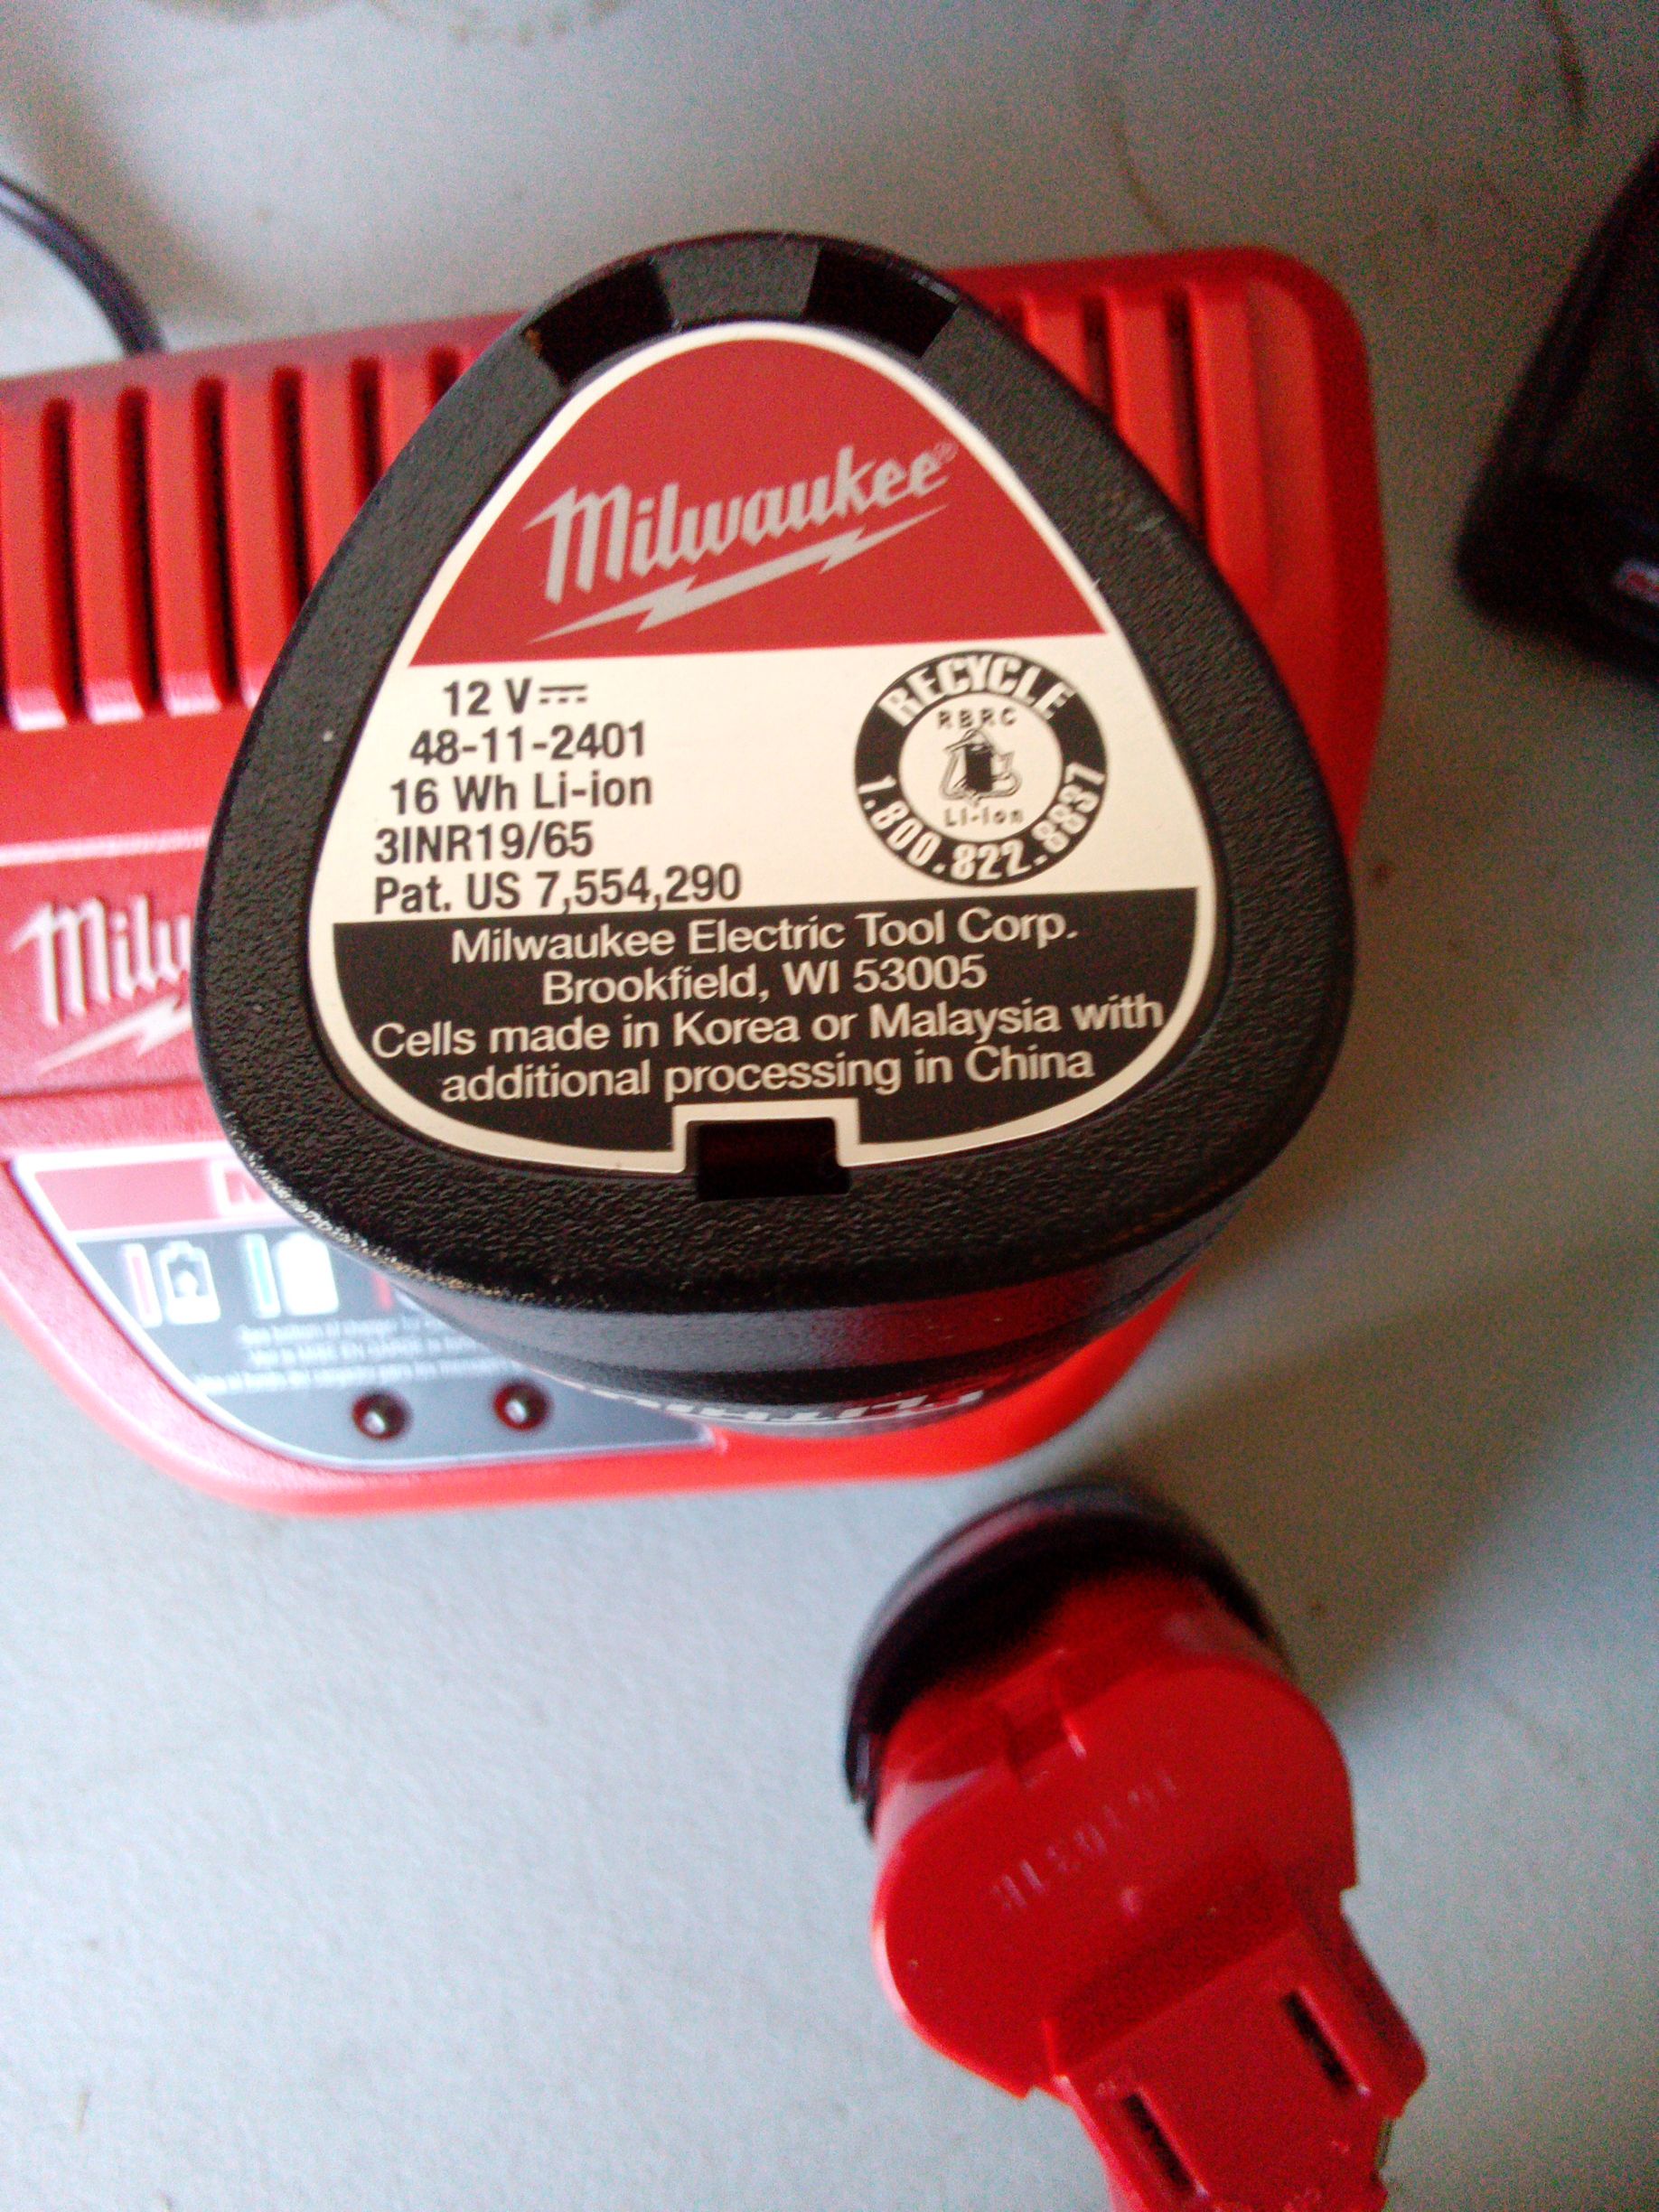 Milwaukee®
12 V
48-11-2401
16 Wh Li-ion
3INR19/65
Pat. US 7,554,290
RECYCLE
RBRC
Li-Ion
1.800.822.8837
Milwaukee Electric Tool Corp.
Brookfield, WI 53005
Cells made in Korea or Malaysia with
additional processing in China
Milw